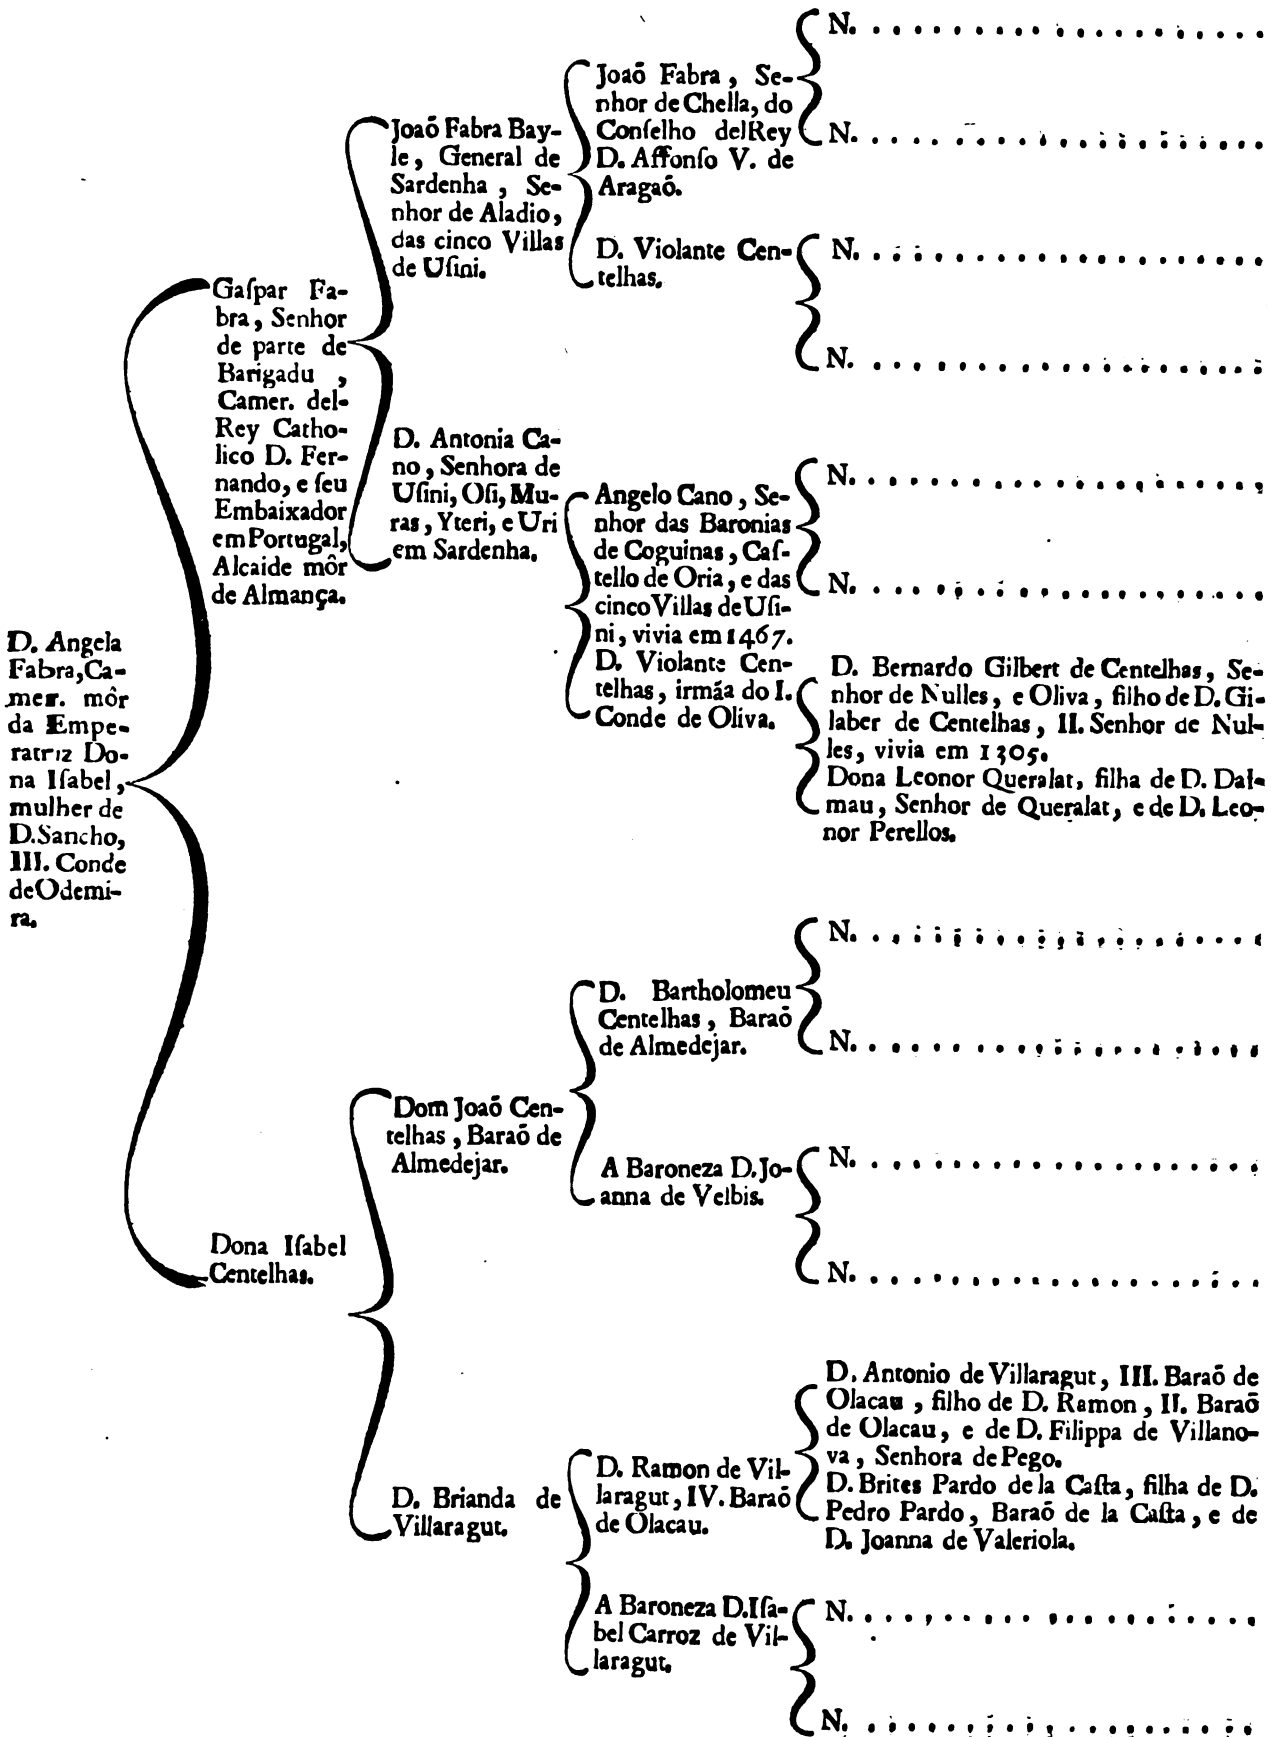 D. Angela
Fabra, Ca-
mer. môr
da Empe-
ratriz Do-
na Iſabel,
mulher de
D. Sancho,
III. Conde
de Odemi-
ra.
Gaſpar Fa-
bra, Senhor
de parte de
Barigadu ,
Camer. del-
Rey Catho-
lico D. Fer-
nando, e ſeu
Embaixador
em Portugal,
Alcaide môr
de Almança.
Dona Iſabel
Centelhas.
Joaõ Fabra Bay-
le, General de
Sardenha , Se-
nhor de Aladio,
das cinco Villas
de Uſini.
D. Antonia Ca-
no, Senhora de
Uſini, Oſi, Mu-
ras, Yteri, e Uri
em Sardenha.
Dom Joaõ Cen-
telhas, Baraõ de
Almedejar.
D. Brianda de
Villaragut.
Joaõ Fabra, Se-
nhor de Chella, do
Conſelho delRey
D. Affonſo V. de
Aragaõ.
D. Violante Cen-
telhas.
Angelo Cano, Se-
nhor das Baronias
de Coguinas, Caſ-
tello de Oria, e das
cinco Villas de Uſi-
ni, vivia em 1467.
D. Violante Cen-
telhas, irmãa do I.
Conde de Oliva.
D. Bartholomeu
Centelhas, Baraõ
de Almedejar.
A Baroneza D. Jo-
anna de Velbis.
D. Ramon de Vil-
laragut, IV. Baraõ
de Olacau.
A Baroneza D. Iſa-
bel Carroz de Vil-
laragut.
N. . . . . . . . . . . . . . . . . . . .
N. . . . . . . . . . . . . . . . . . . .
N. . . . . . . . . . . . . . . . . . . .
N. . . . . . . . . . . . . . . . . . . .
N. . . . . . . . . . . . . . . . . . . .
N. . . . . . . . . . . . . . . . . . . .
D. Bernardo Gilbert de Centelhas, Se-
nhor de Nulles, e Oliva, filho de D. Gi-
laber de Centelhas, II. Senhor de Nul-
les, vivia em 1305.
Dona Leonor Queralat, filha de D. Dal-
mau, Senhor de Queralat, e de D. Leo-
nor Perellos.
N. . . . . . . . . . . . . . . . . . . .
N. . . . . . . . . . . . . . . . . . . .
N. . . . . . . . . . . . . . . . . . . .
N. . . . . . . . . . . . . . . . . . . .
D. Antonio de Villaragut, III. Baraõ de
Olacau, filho de D. Ramon, II. Baraõ
de Olacau, e de D. Filippa de Villano-
va, Senhora de Pego.
D. Brites Pardo de la Caſta, filha de D.
Pedro Pardo, Baraõ de la Caſta, e de
D. Joanna de Valeriola.
N. . . . . . . . . . . . . . . . . . . .
N. . . . . . . . . . . . . . . . . . . .